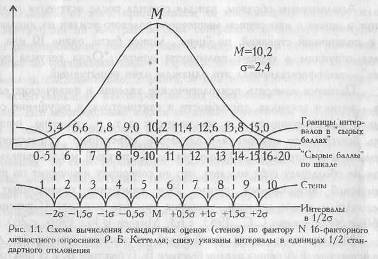 M
M=10,2
σ=2,4
5,4 6,6 7,8 9,0 10,2 11,4 12,6 13,8 15,0
Границы интер-
валов в "сырых
баллах"
0-5 6 7 8 9-10 11 12 13 14-15 16-20
"Сырые баллы"
по шкале
1 2 3 4 5 6 7 8 9 10
Стены
-2σ -1,5σ -1σ -0,5σ M +0,5σ +1σ +1,5σ +2σ
Интервалы
в 1/2σ
Рис. 1.1. Схема вычисления стандартных оценок (стенов) по фактору N 16-факторного
личностного опросника Р. Б. Кеттелла; снизу указаны интервалы в единицах 1/2 стан-
дартного отклонения